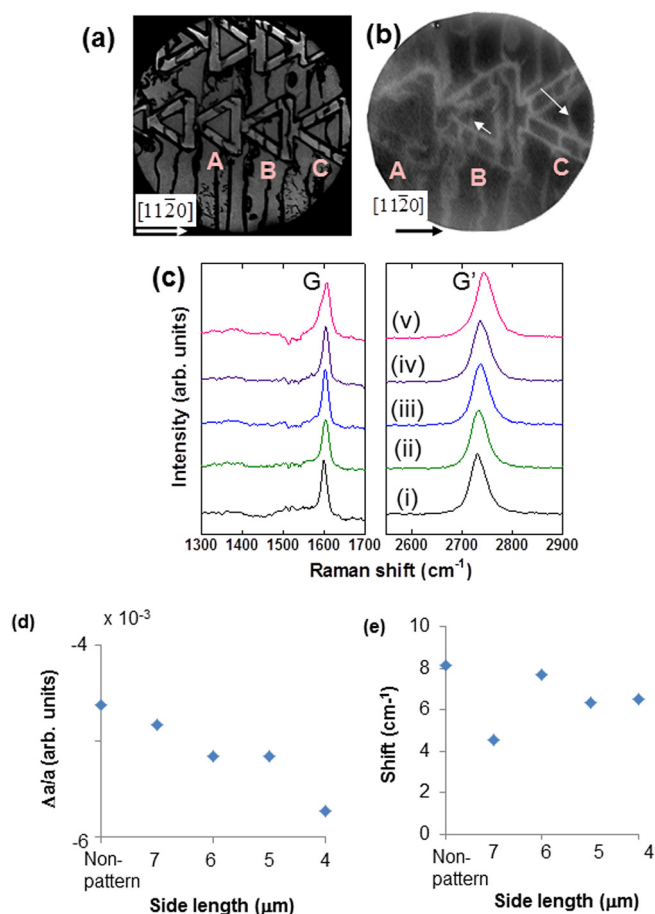 (a)
A
B
C
[112̄0]
(b)
A
B
C
[112̄0]
(c)
G
G’
Intensity (arb. units)
(v)
(iv)
(iii)
(ii)
(i)
1300 1400 1500 1600 1700
2600 2700 2800 2900
Raman shift (cm⁻¹)
(d)
x 10⁻³
-4
Δa/a (arb. units)
-6
Non-pattern 7 6 5 4
Side length (μm)
(e)
10
8
6
4
2
0
Shift (cm⁻¹)
Non-pattern 7 6 5 4
Side length (μm)